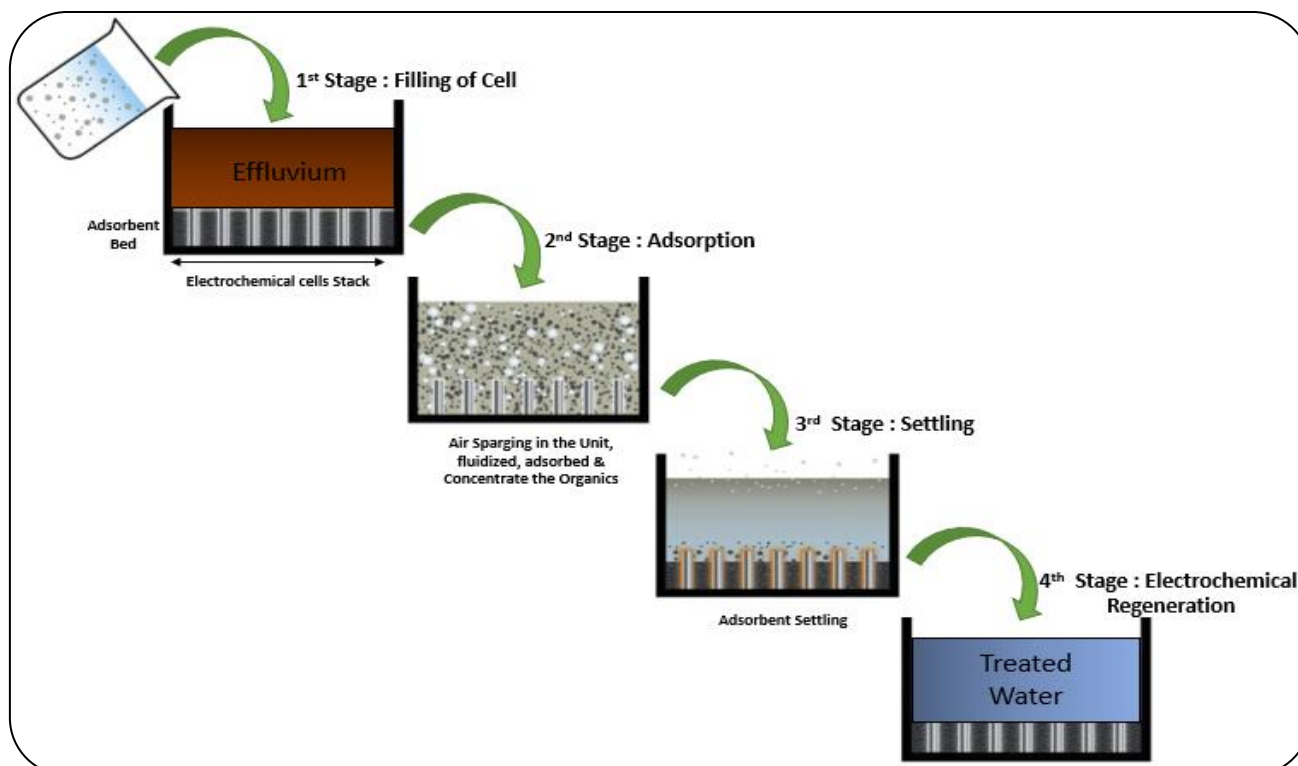 1st Stage : Filling of Cell
Effluvium
Adsorbent
Bed
Electrochemical cells Stack
2nd Stage : Adsorption
Air Sparging in the Unit,
fluidized, adsorbed &
Concentrate the Organics
3rd Stage : Settling
Adsorbent Settling
4th Stage : Electrochemical
Regeneration
Treated
Water